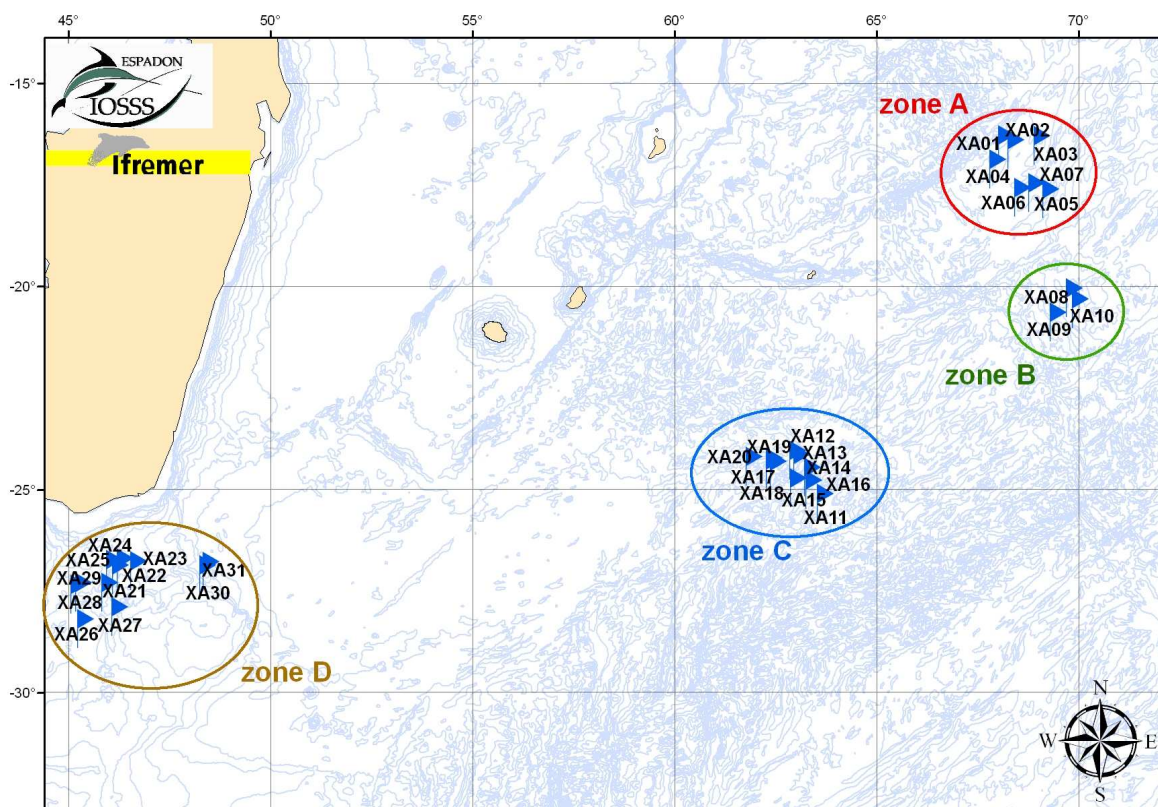 45° 50° 55° 60° 65° 70°
-15°
-20°
-25°
-30°
ESPADON
IOSSS
Ifremer
zone A
XA02
XA01
XA03
XA04
XA07
XA06
XA05
XA08
XA10
XA09
zone B
XA12
XA19
XA13
XA20
XA14
XA17
XA16
XA18
XA15
XA11
zone C
XA24
XA25
XA23
XA29
XA22
XA31
XA21
XA30
XA28
XA27
XA26
zone D
N
W E
S